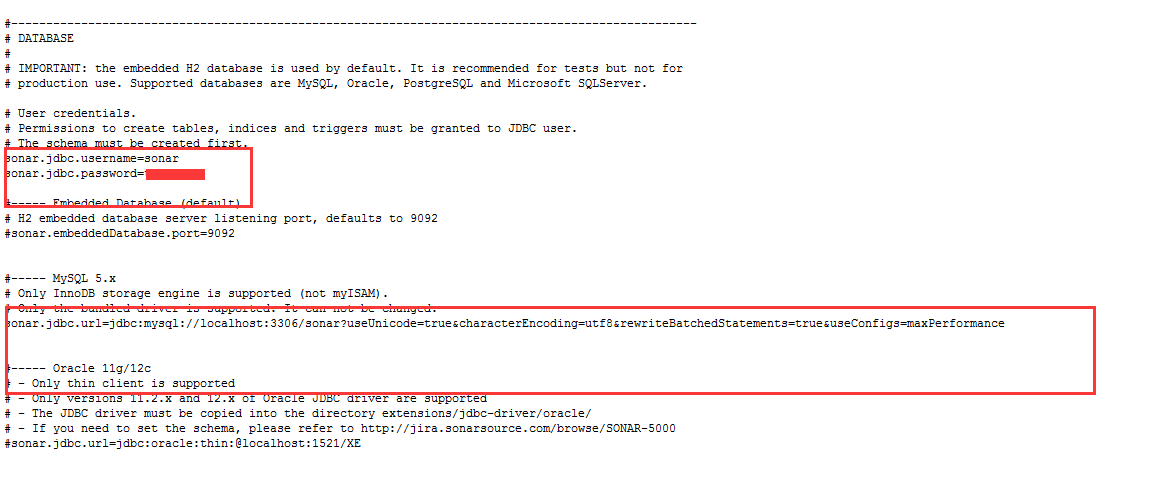 #--------------------------------------------------------------------------------------------------
# DATABASE
#
# IMPORTANT: the embedded H2 database is used by default. It is recommended for tests but not for
# production use. Supported databases are MySQL, Oracle, PostgreSQL and Microsoft SQLServer.
# User credentials.
# Permissions to create tables, indices and triggers must be granted to JDBC user.
# The schema must be created first.
sonar.jdbc.username=sonar
sonar.jdbc.password=
#----- Embedded Database (default)
# H2 embedded database server listening port, defaults to 9092
#sonar.embeddedDatabase.port=9092
#----- MySQL 5.x
# Only InnoDB storage engine is supported (not myISAM).
# Only the bundled driver is supported. It can not be changed.
sonar.jdbc.url=jdbc:mysql://localhost:3306/sonar?useUnicode=true&characterEncoding=utf8&rewriteBatchedStatements=true&useConfigs=maxPerformance
#----- Oracle 11g/12c
# - Only thin client is supported
# - Only versions 11.2.x and 12.x of Oracle JDBC driver are supported
# - The JDBC driver must be copied into the directory extensions/jdbc-driver/oracle/
# - If you need to set the schema, please refer to http://jira.sonarsource.com/browse/SONAR-5000
#sonar.jdbc.url=jdbc:oracle:thin:@localhost:1521/XE